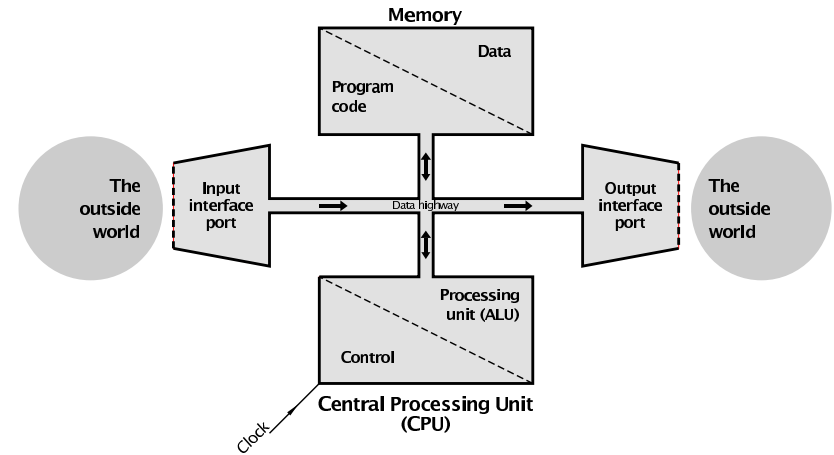 Memory
Data
Program
code
The
outside
world
Input
interface
port
Data highway
Output
interface
port
The
outside
world
Processing
unit (ALU)
Control
Central Processing Unit
(CPU)
Clock